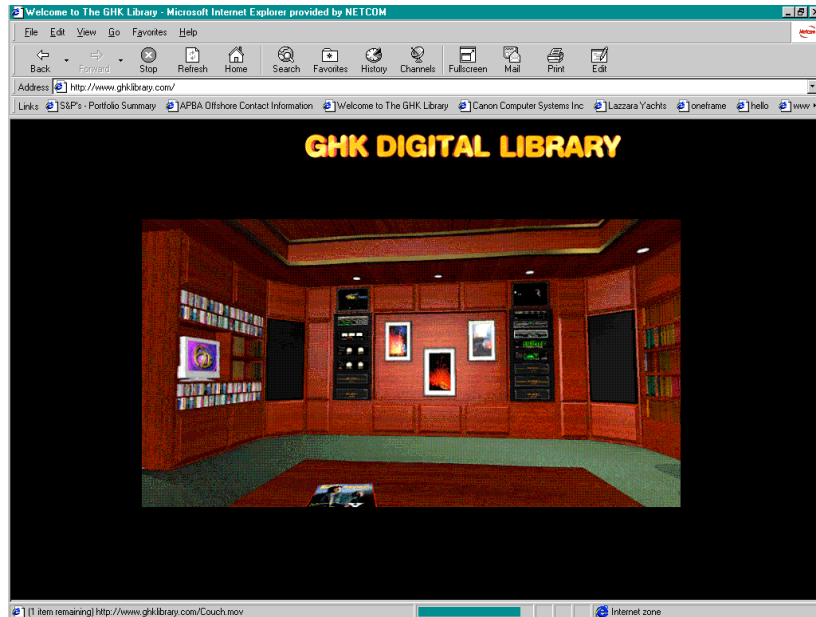 Welcome to The GHK Library - Microsoft Internet Explorer provided by NETCOM
File Edit View Go Favorites Help
Netcom
Back Forward Stop Refresh Home Search Favorites History Channels Fullscreen Mail Print Edit
Address http://www.ghklibrary.com/
Links S&P's - Portfolio Summary APBA Offshore Contact Information Welcome to The GHK Library Canon Computer Systems Inc Lazzara Yachts oneframe hello www
GHK DIGITAL LIBRARY
(1 item remaining) http://www.ghklibrary.com/Couch.mov Internet zone